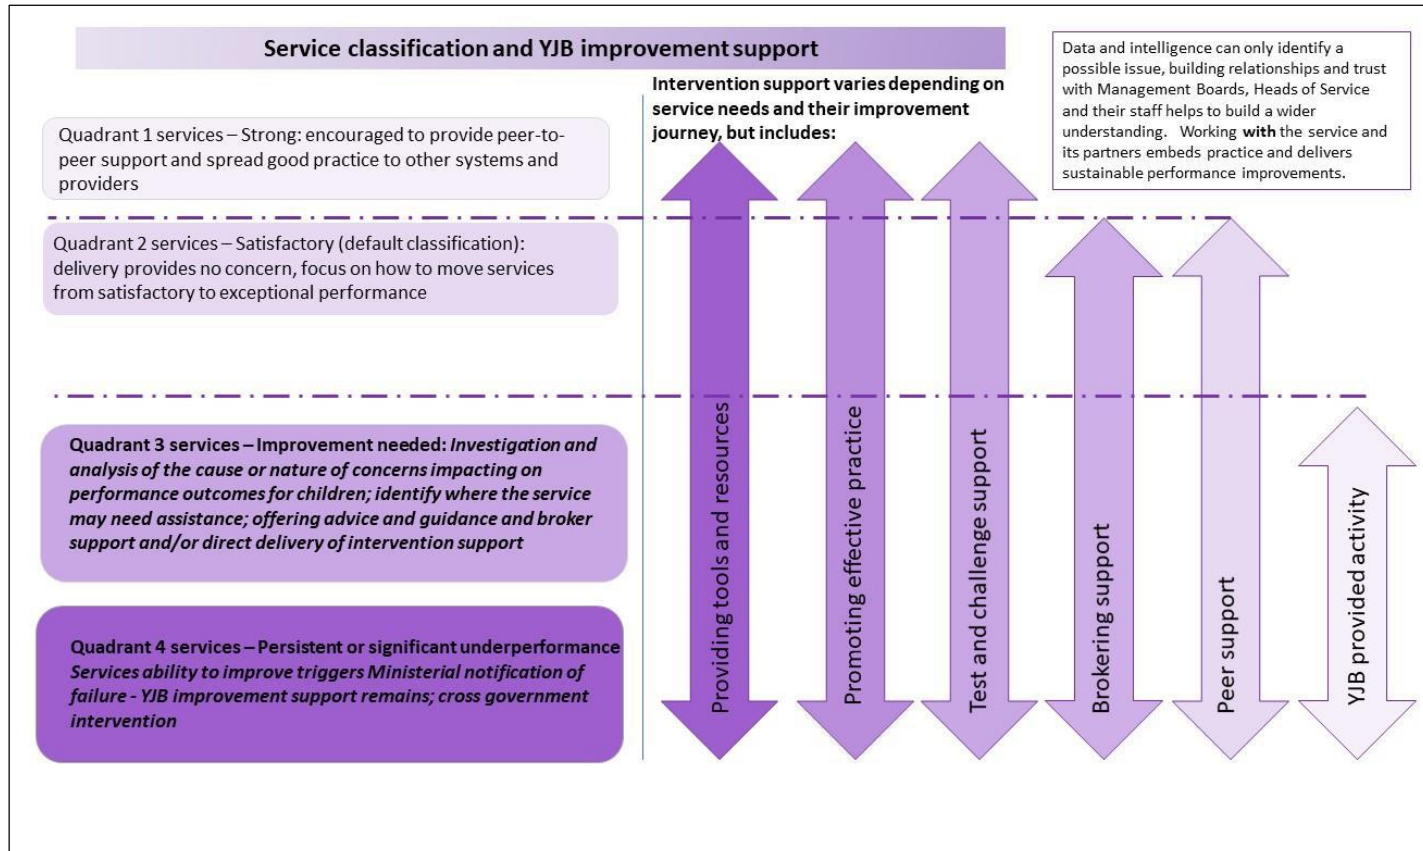 Service classification and YJB improvement support
Data and intelligence can only identify a
possible issue, building relationships and trust
with Management Boards, Heads of Service
and their staff helps to build a wider
understanding. Working with the service and
its partners embeds practice and delivers
sustainable performance improvements.
Intervention support varies depending on
service needs and their improvement
journey, but includes:
Quadrant 1 services – Strong: encouraged to provide peer-to-
peer support and spread good practice to other systems and
providers
Quadrant 2 services – Satisfactory (default classification):
delivery provides no concern, focus on how to move services
from satisfactory to exceptional performance
Quadrant 3 services – Improvement needed: Investigation and
analysis of the cause or nature of concerns impacting on
performance outcomes for children; identify where the service
may need assistance; offering advice and guidance and broker
support and/or direct delivery of intervention support
Quadrant 4 services – Persistent or significant underperformance
Services ability to improve triggers Ministerial notification of
failure - YJB improvement support remains; cross government
intervention
Providing tools and resources
Promoting effective practice
Test and challenge support
Brokering support
Peer support
YJB provided activity